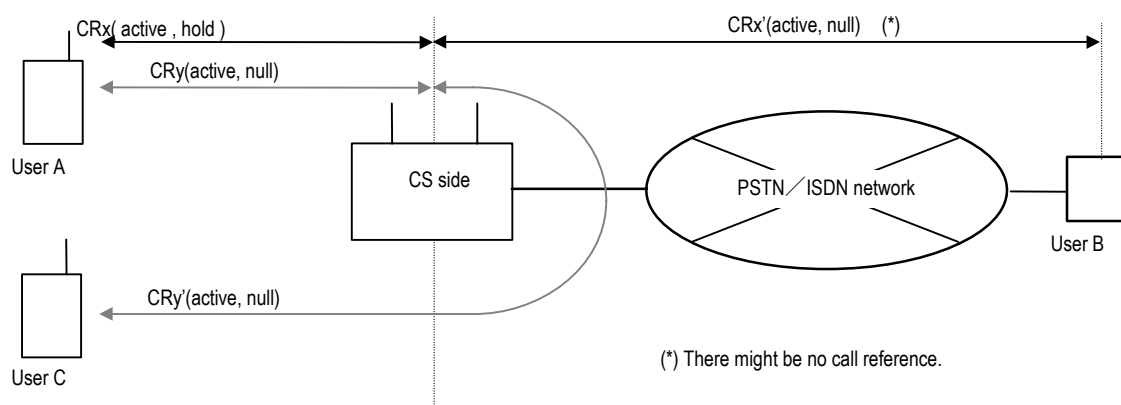 CRx( active , hold )
CRx’(active, null) (*)
CRy(active, null)
User A
CS side
PSTN／ISDN network
User B
CRy’(active, null)
(*) There might be no call reference.
User C